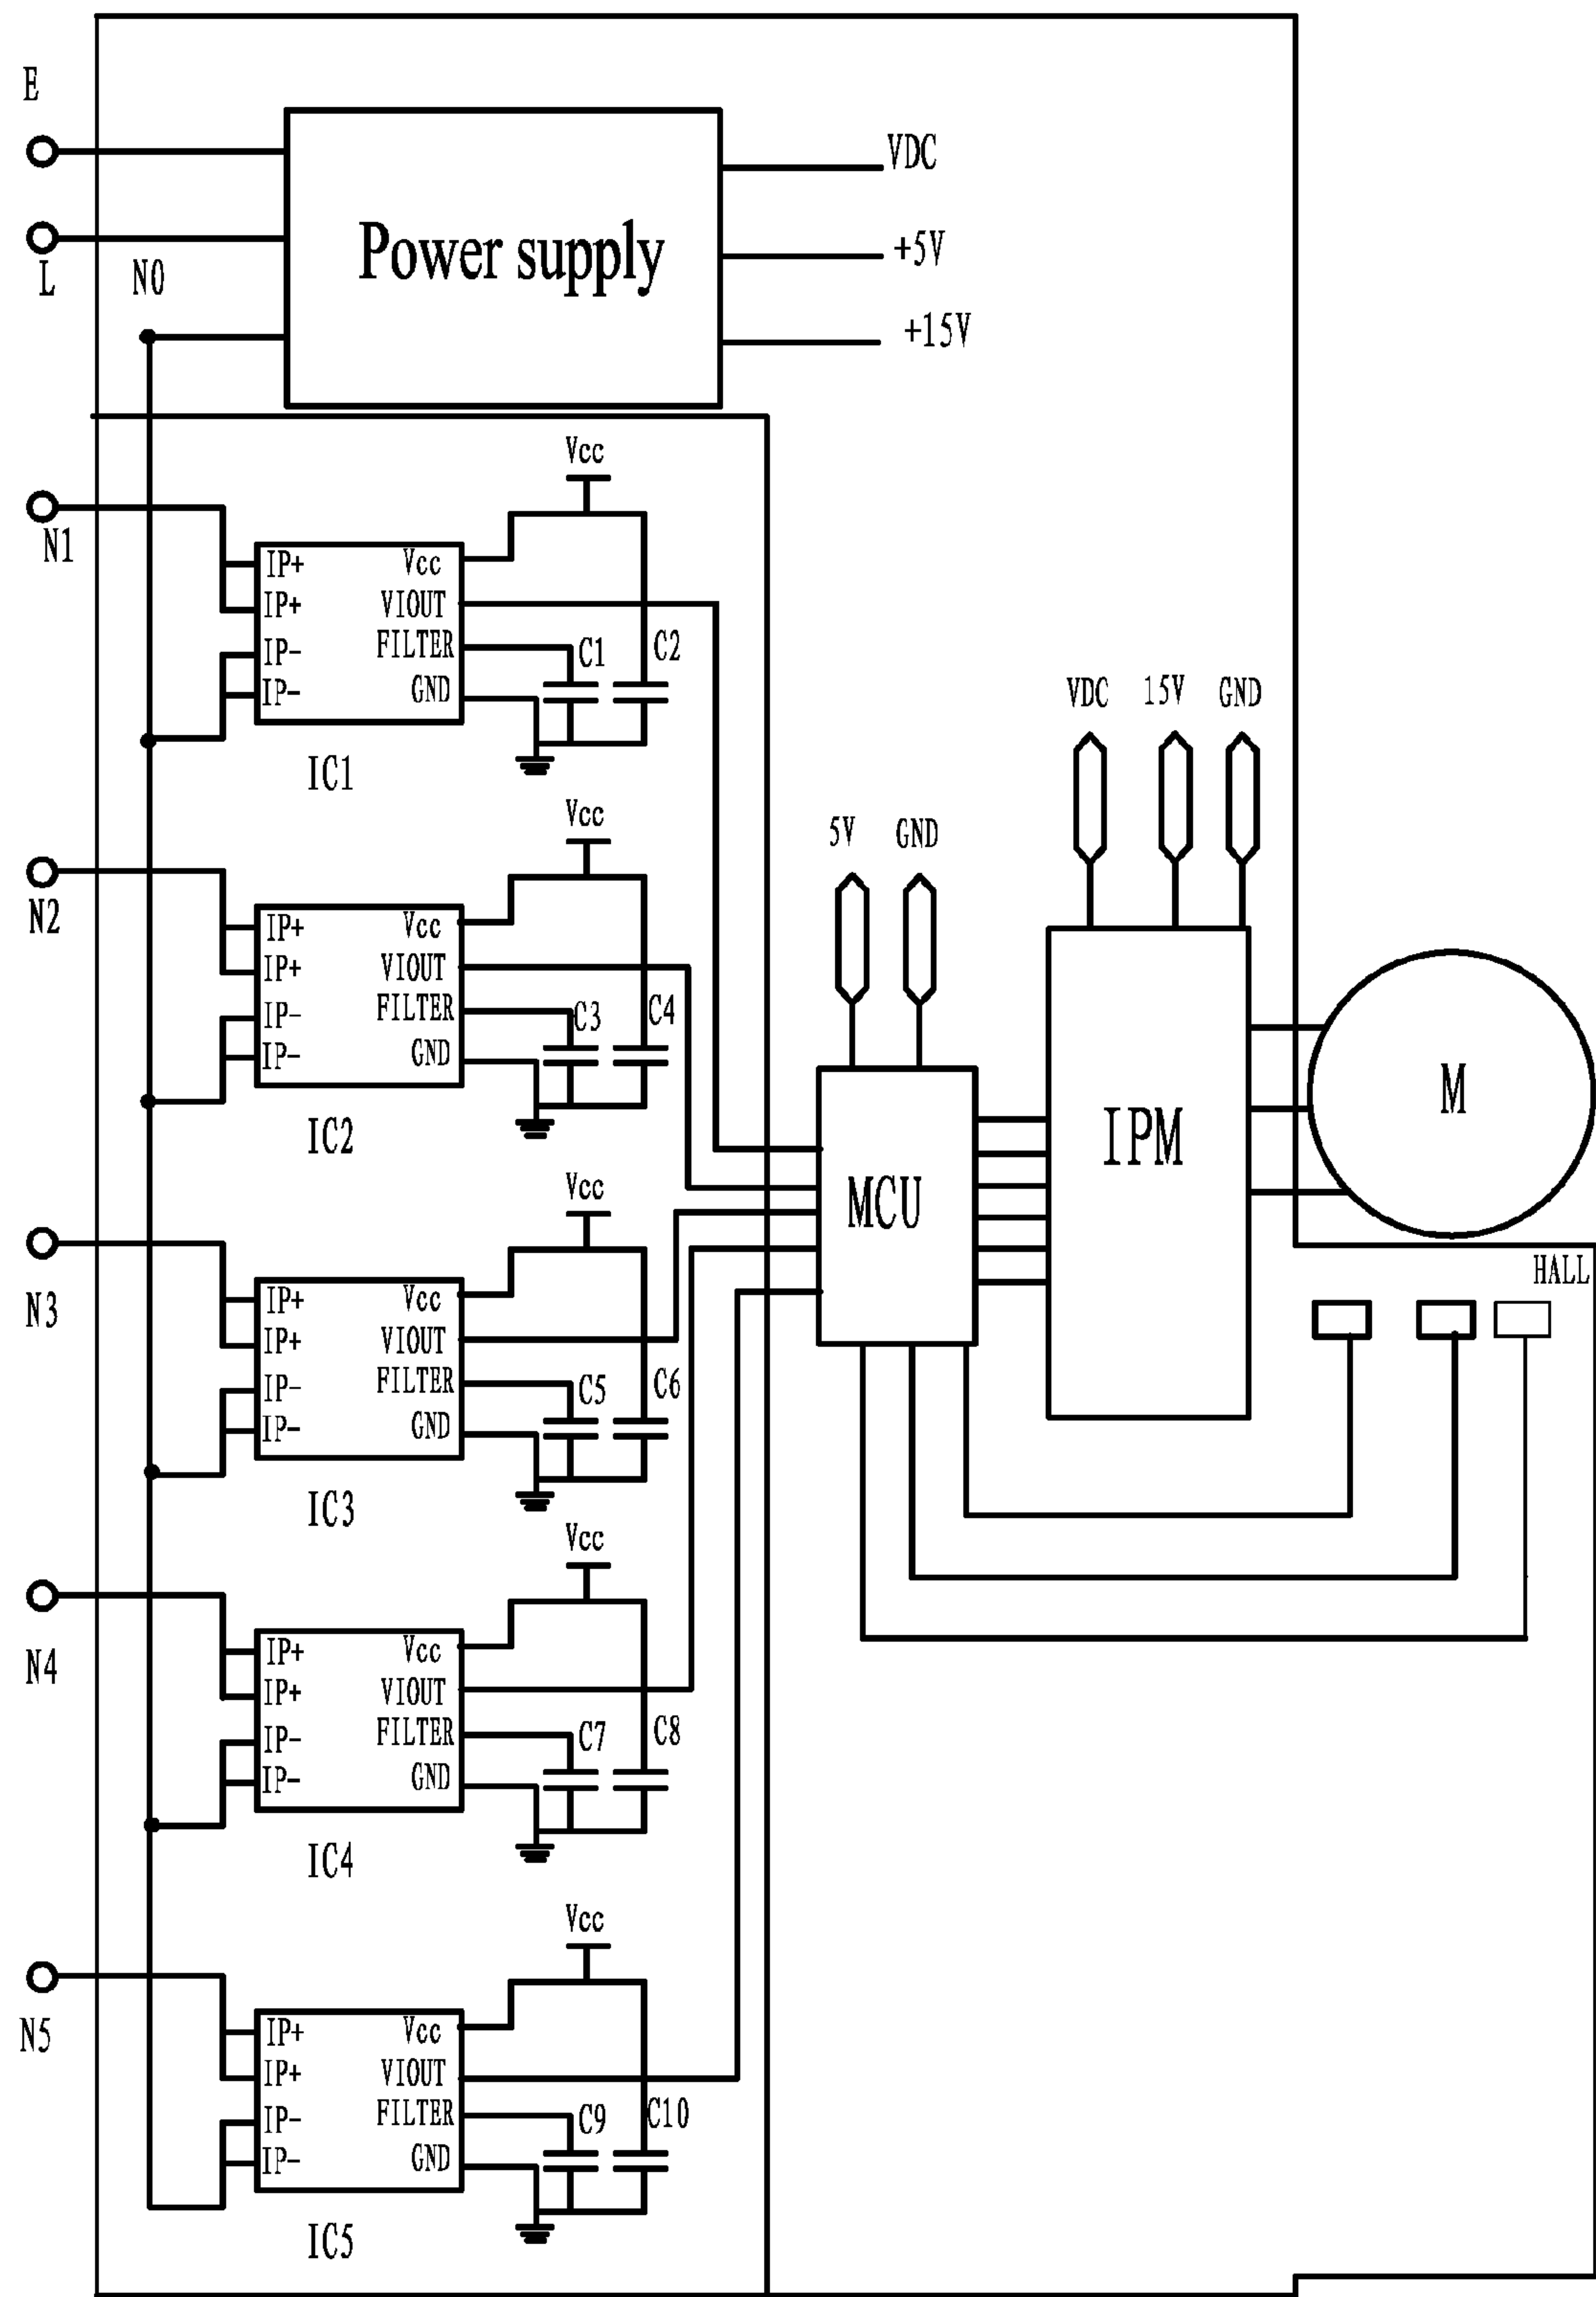 E
VDC
Power supply
+5V
L
N0
+15V
Vcc
N1
IP+ Vcc
IP+ VIOUT
IP- FILTER
IP- GND
C1
C2
IC1
VDC
15V
GND
Vcc
5V
GND
N2
IP+ Vcc
IP+ VIOUT
IP- FILTER
IP- GND
C3
C4
IC2
M
IPM
MCU
Vcc
HALL
N3
IP+ Vcc
IP+ VIOUT
IP- FILTER
IP- GND
C5
C6
IC3
Vcc
N4
IP+ Vcc
IP+ VIOUT
IP- FILTER
IP- GND
C7
C8
IC4
Vcc
N5
IP+ Vcc
IP+ VIOUT
IP- FILTER
IP- GND
C9
C10
IC5